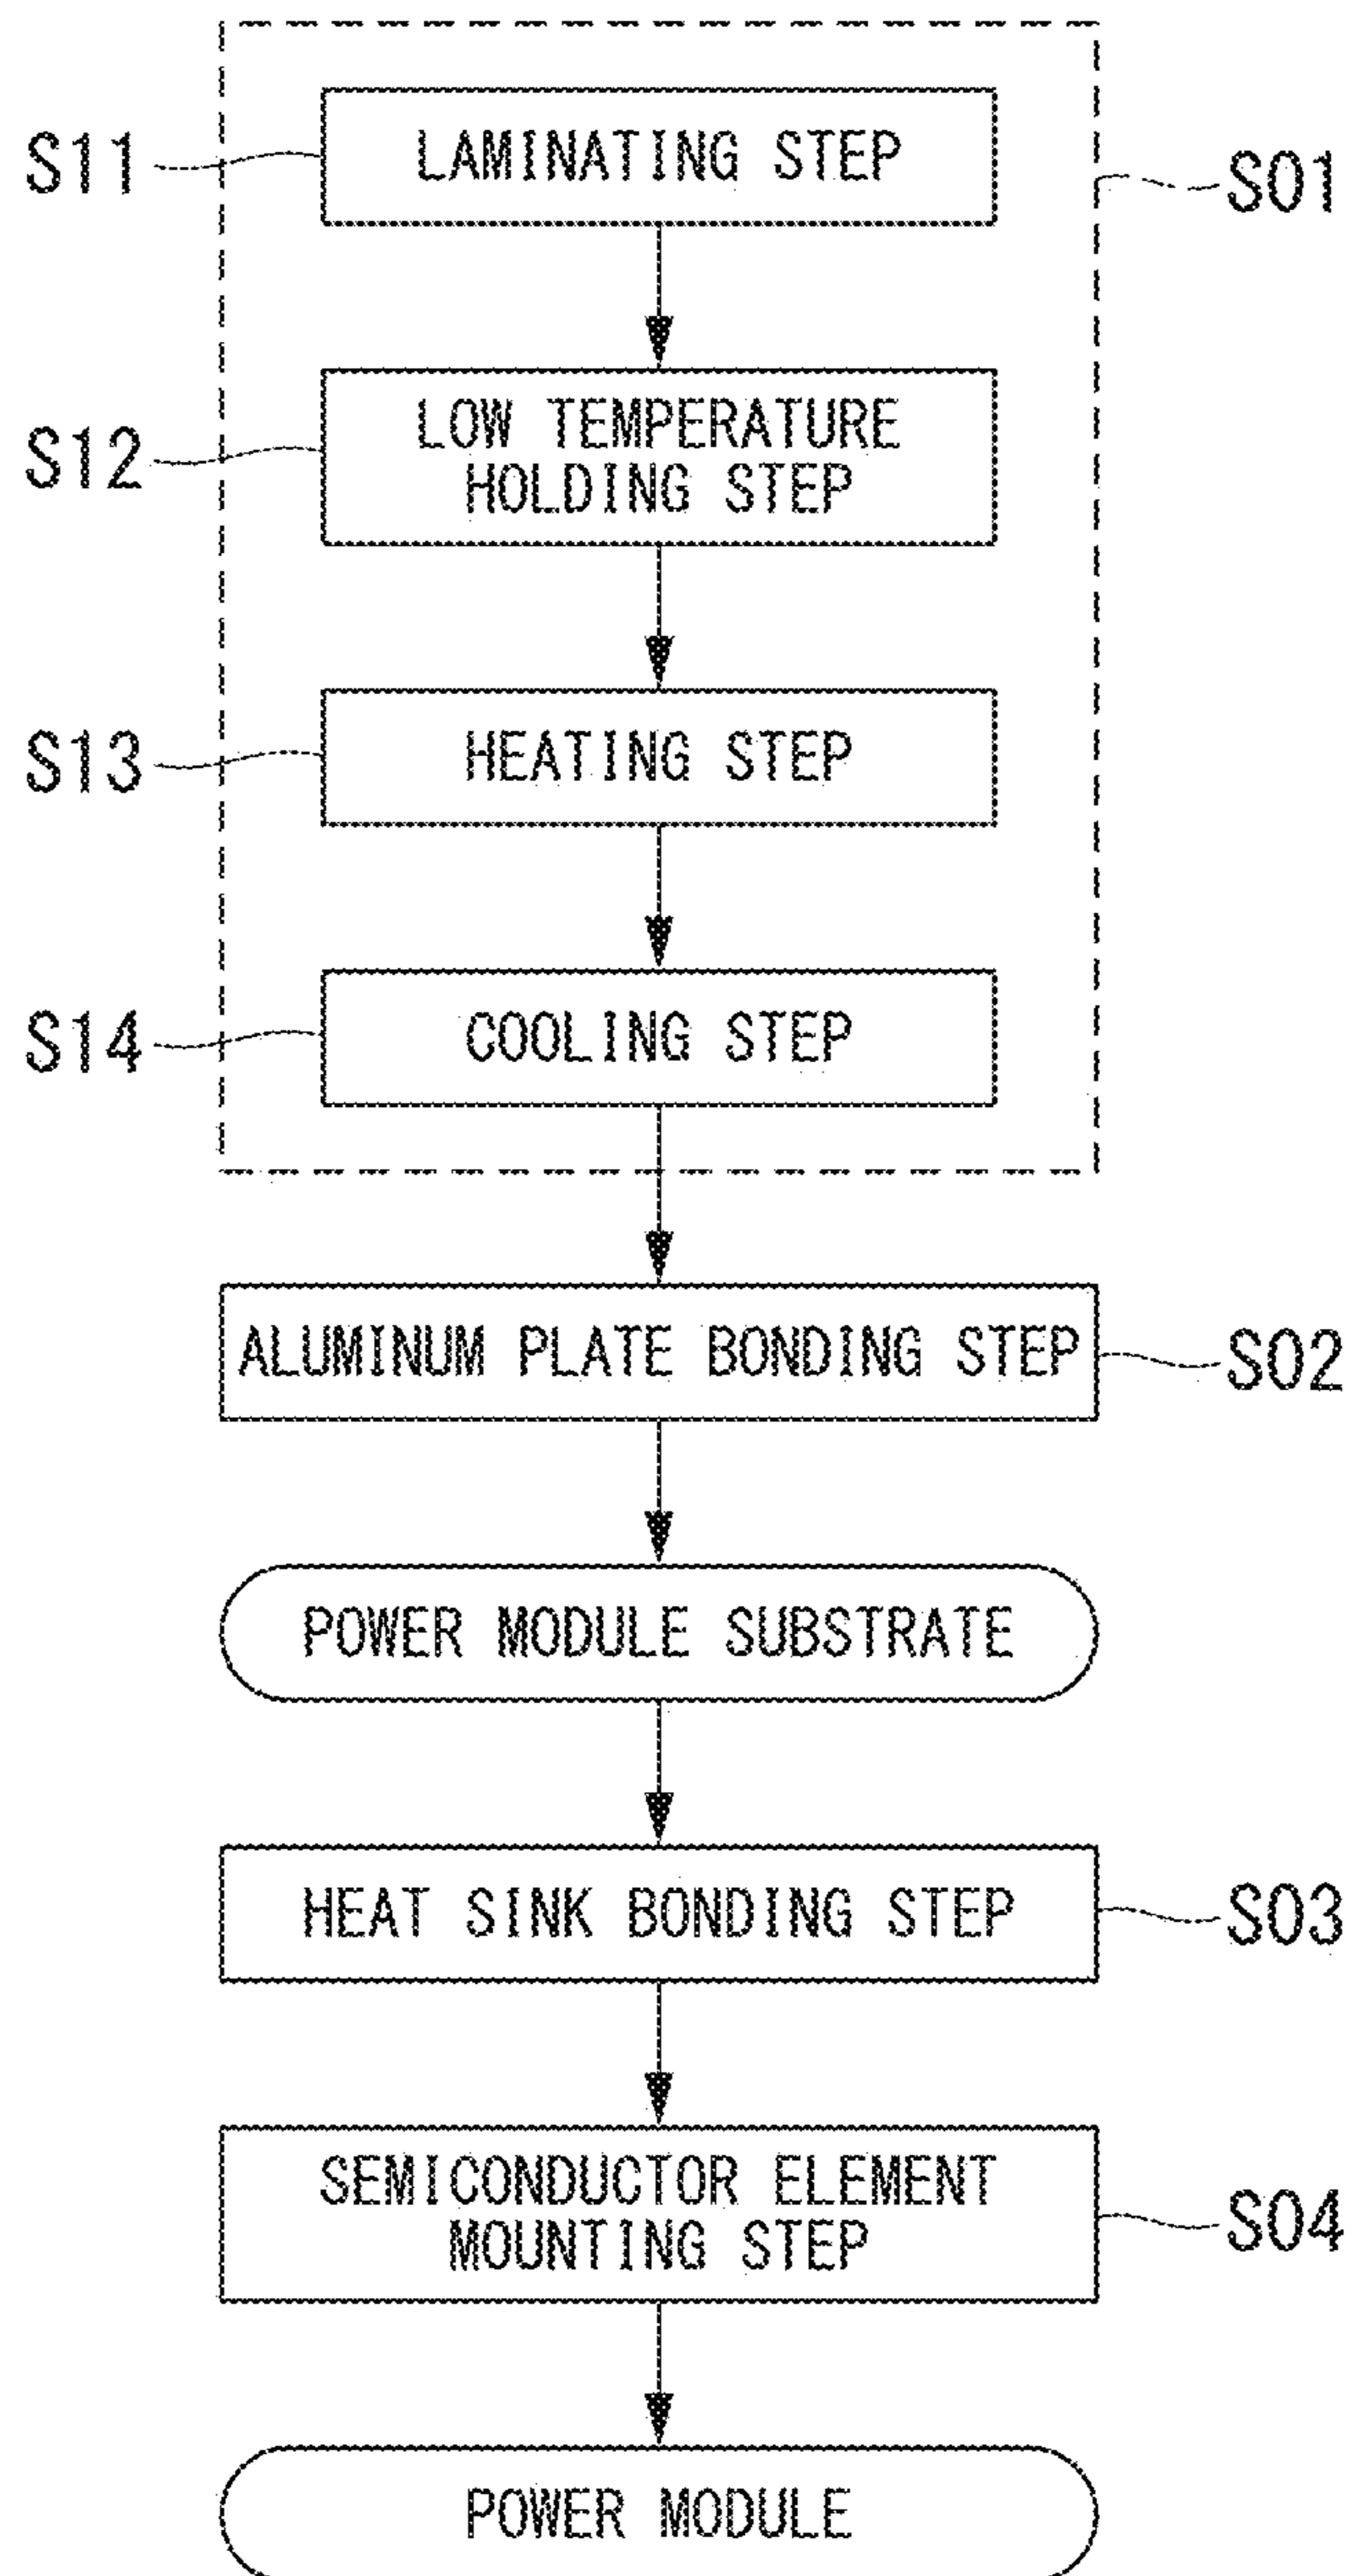 S11
LAMINATING STEP
S01
S12
LOW TEMPERATURE
HOLDING STEP
S13
HEATING STEP
S14
COOLING STEP
ALUMINUM PLATE BONDING STEP
S02
POWER MODULE SUBSTRATE
HEAT SINK BONDING STEP
S03
SEMICONDUCTOR ELEMENT
MOUNTING STEP
S04
POWER MODULE